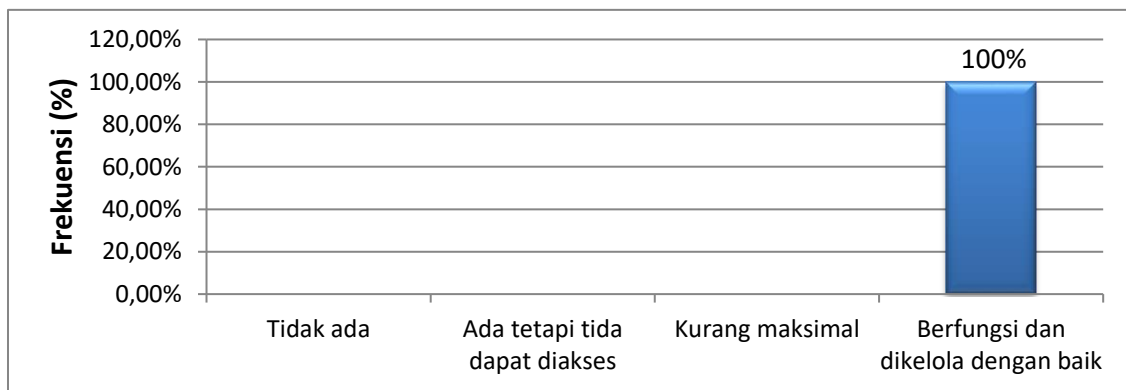 Frekuensi (%)
120,00%
100,00%
80,00%
60,00%
40,00%
20,00%
0,00%
100%
Tidak ada
Ada tetapi tida
dapat diakses
Kurang maksimal
Berfungsi dan
dikelola dengan baik